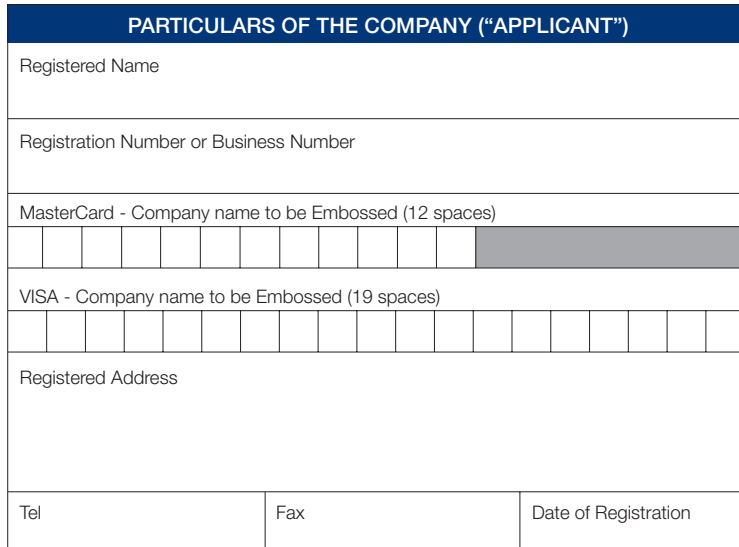 PARTICULARS OF THE COMPANY (“APPLICANT”)
Registered Name
Registration Number or Business Number
MasterCard - Company name to be Embossed (12 spaces)
VISA - Company name to be Embossed (19 spaces)
Registered Address
Tel
Fax
Date of Registration